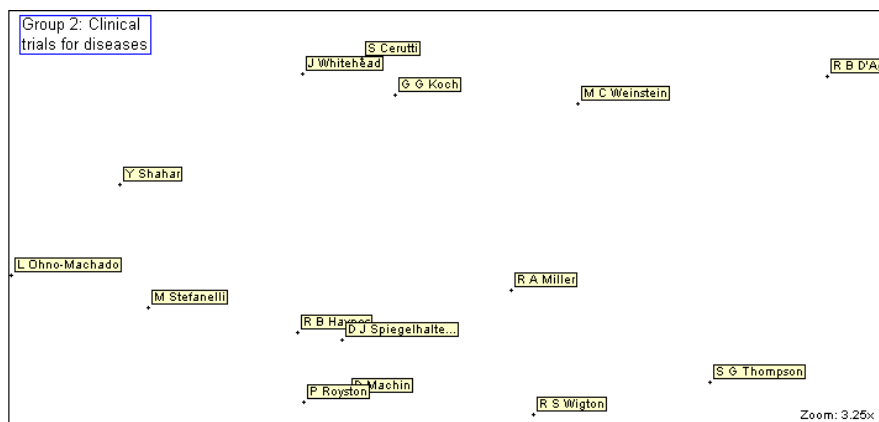 Group 2: Clinical
trials for diseases
S Cerutti
J Whitehead
R B D'A
G G Koch
M C Weinstein
Y Shahar
L Ohno-Machado
R A Miller
M Stefanelli
R B Haynes
D J Spiegelhalte...
S G Thompson
D Machin
P Royston
R S Wigton
Zoom: 3.25x